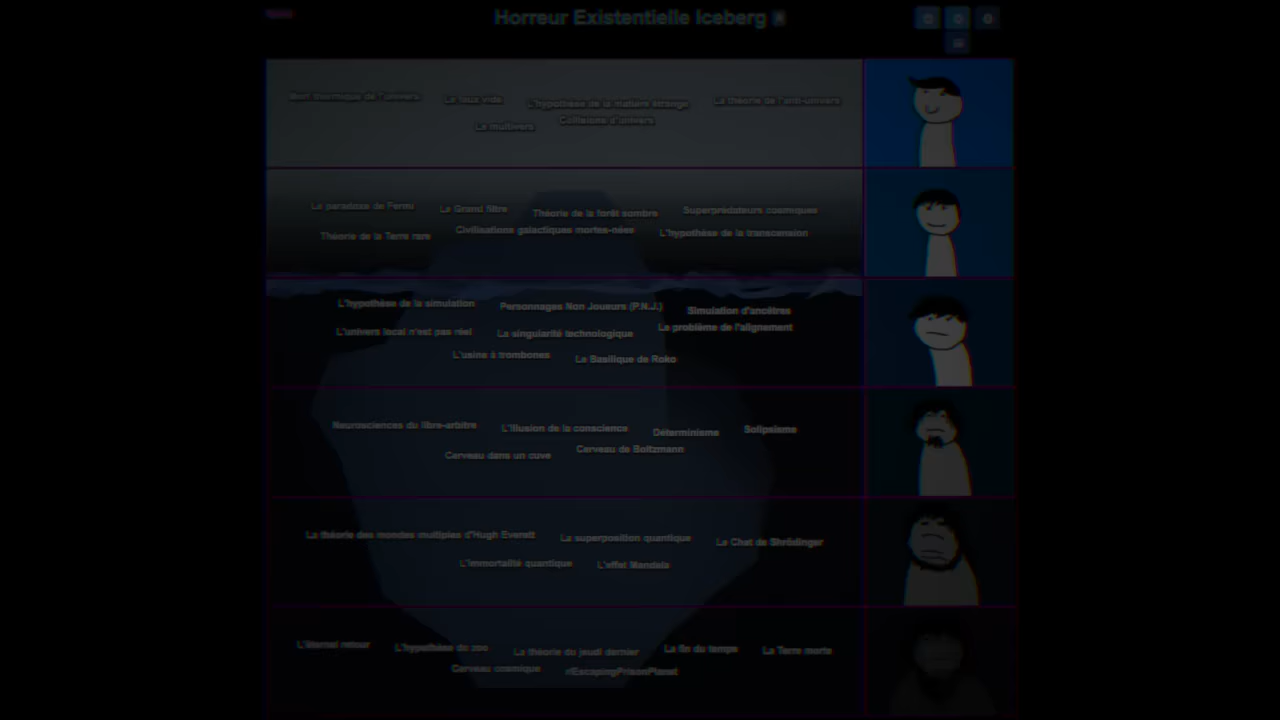 Horreur Existentielle Iceberg
Mort thermique de l'univers
Le faux vide
L'hypothèse de la matière étrange
La théorie de l'anti-univers
Le multivers
Collisions d'univers
Le paradoxe de Fermi
Le Grand filtre
Théorie de la forêt sombre
Superprédateurs cosmiques
Théorie de la Terre rare
Civilisations galactiques mortes-nées
L'hypothèse de la transcension
L'hypothèse de la simulation
Personnages Non Joueurs (P.N.J.)
Simulation d'ancêtres
L'univers local n'est pas réel
La singularité technologique
Le problème de l'alignement
L'usine à trombones
Le Basilique de Roko
Neurosciences du libre-arbitre
L'illusion de la conscience
Déterminisme
Solipsisme
Cerveau dans un cuve
Cerveau de Boltzmann
La théorie des mondes multiples d'Hugh Everett
La superposition quantique
Le Chat de Shrödinger
L'immortalité quantique
L'effet Mandela
L'éternel retour
L'hypothèse du zoo
La théorie du jeudi dernier
La fin du temps
La Terre morte
Cerveau cosmique
r/EscapingPrisonPlanet